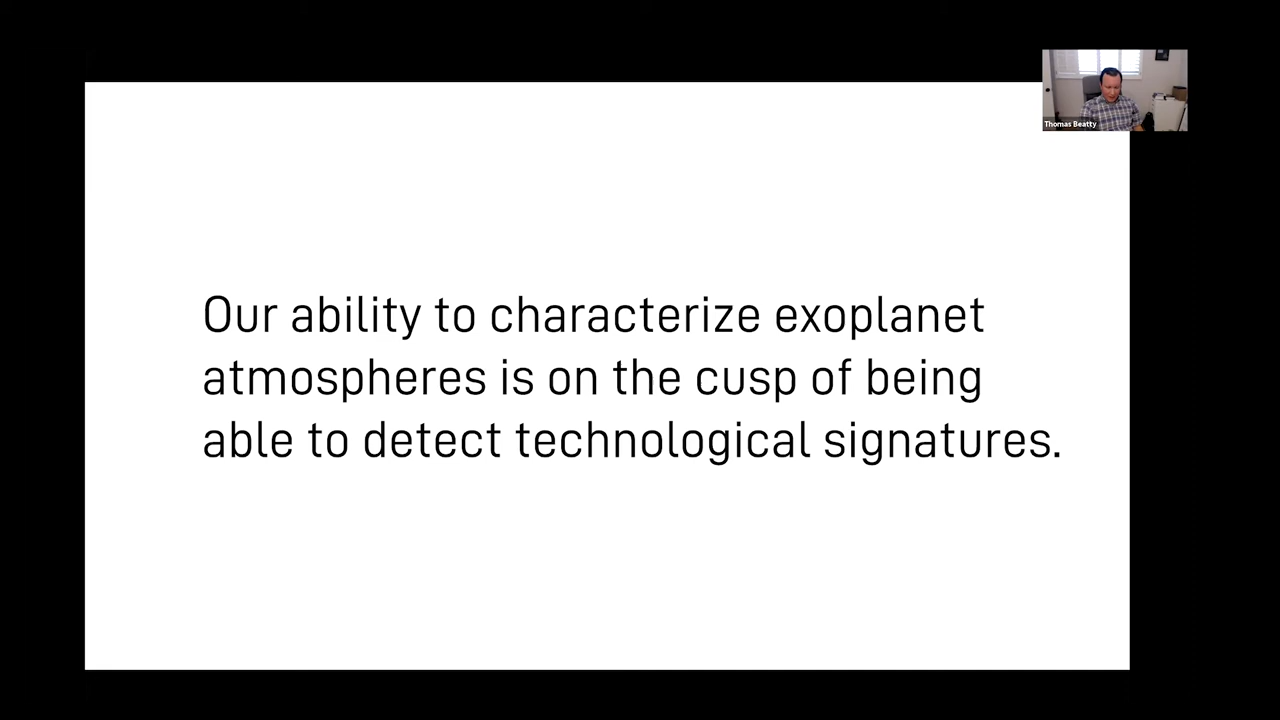 Thomas Beatty
Our ability to characterize exoplanet
atmospheres is on the cusp of being
able to detect technological signatures.